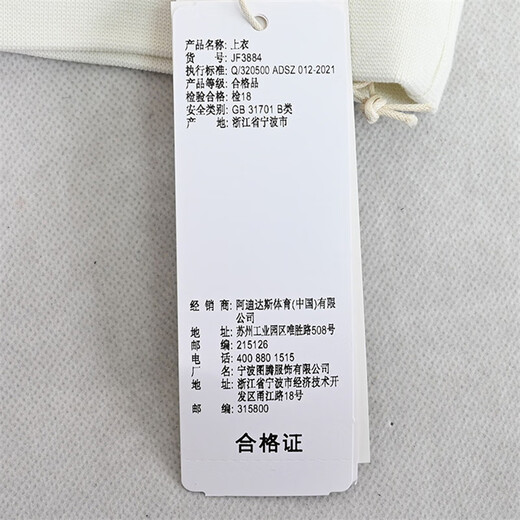 产品名称: 上衣
货 号: JF3884
执行标准: Q/320500 ADSZ 012-2021
产品等级: 合格品
检验合格: 检18
安全类别: GB 31701 B类
产 地: 浙江省宁波市
经 销 商: 阿迪达斯体育(中国)有限
公司
地 址: 苏州工业园区唯胜路508号
邮 编: 215126
电 话: 400 880 1515
厂 名: 宁波图腾服饰有限公司
地 址: 浙江省宁波市经济技术开
发区甬江路18号
邮 编: 315800
合格证